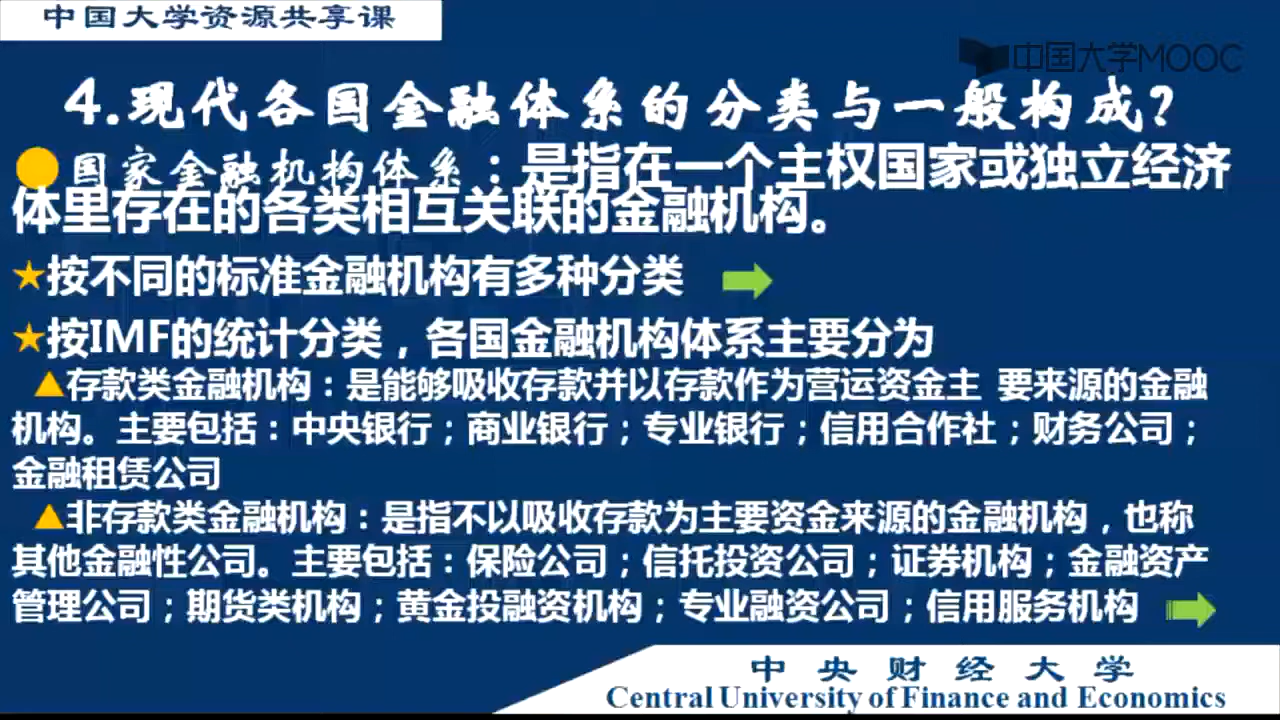 中国大学资源共享课
中国大学MOOC
4.现代各国金融体系的分类与一般构成?
国家金融机构体系：是指在一个主权国家或独立经济
体里存在的各类相互关联的金融机构。
★按不同的标准金融机构有多种分类
★按IMF的统计分类，各国金融机构体系主要分为
▲存款类金融机构：是能够吸收存款并以存款作为营运资金主 要来源的金融
机构。主要包括：中央银行；商业银行；专业银行；信用合作社；财务公司；
金融租赁公司
▲非存款类金融机构：是指不以吸收存款为主要资金来源的金融机构，也称
其他金融性公司。主要包括：保险公司；信托投资公司；证券机构；金融资产
管理公司；期货类机构；黄金投融资机构；专业融资公司；信用服务机构
中央财经大学
Central University of Finance and Economics